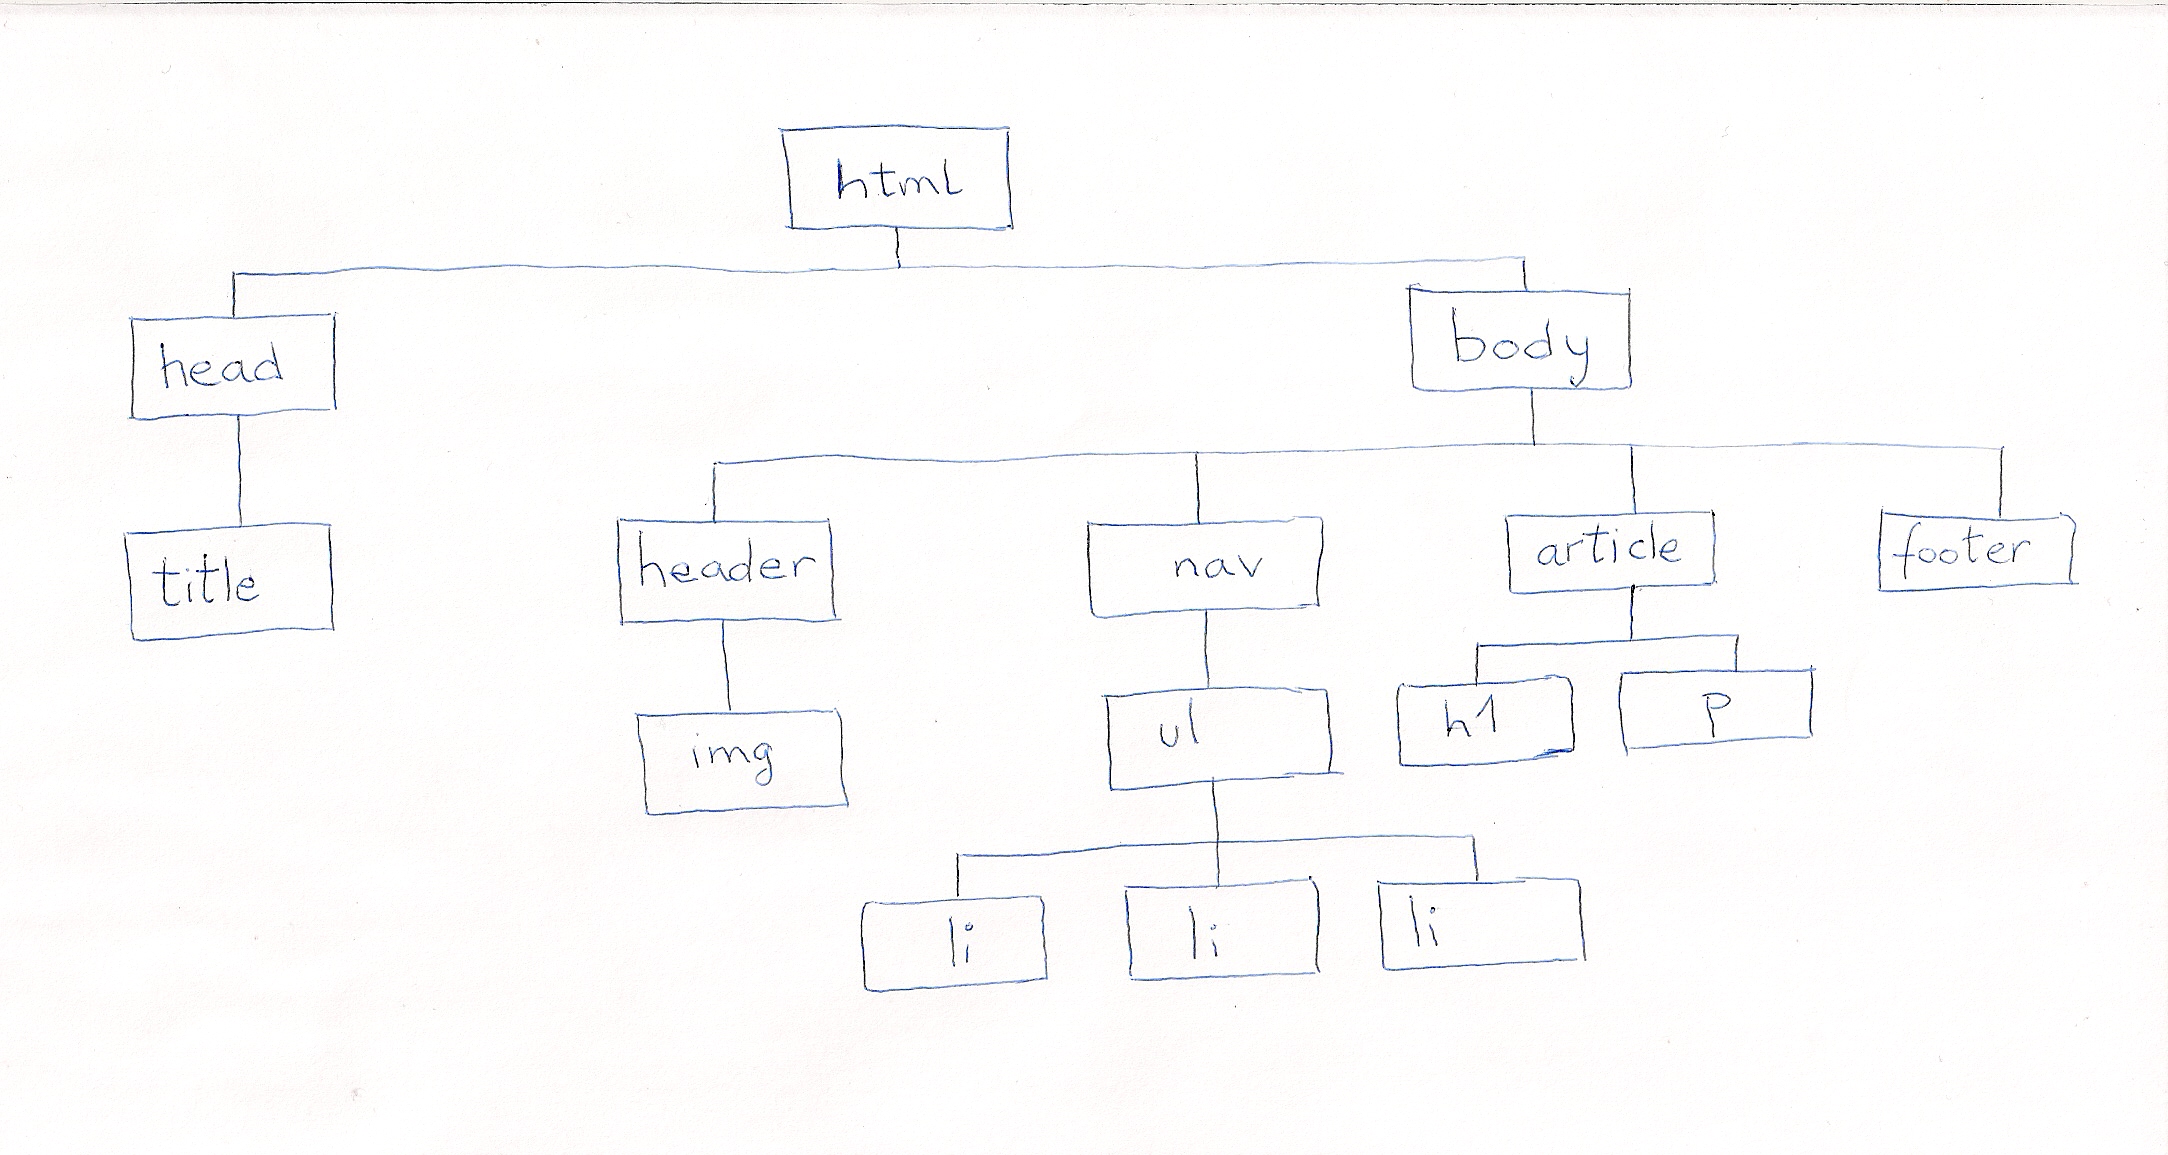 html
head
body
title
header
nav
article
footer
img
ul
h1
p
li
li
li